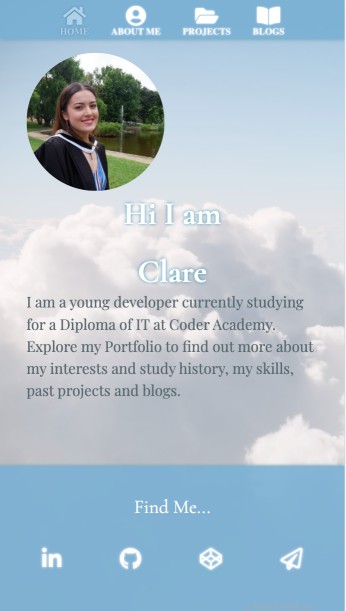 HOME ABOUT ME PROJECTS BLOGS
Hi I am
Clare
I am a young developer currently studying
for a Diploma of IT at Coder Academy.
Explore my Portfolio to find out more about
my interests and study history, my skills,
past projects and blogs.
Find Me...
in